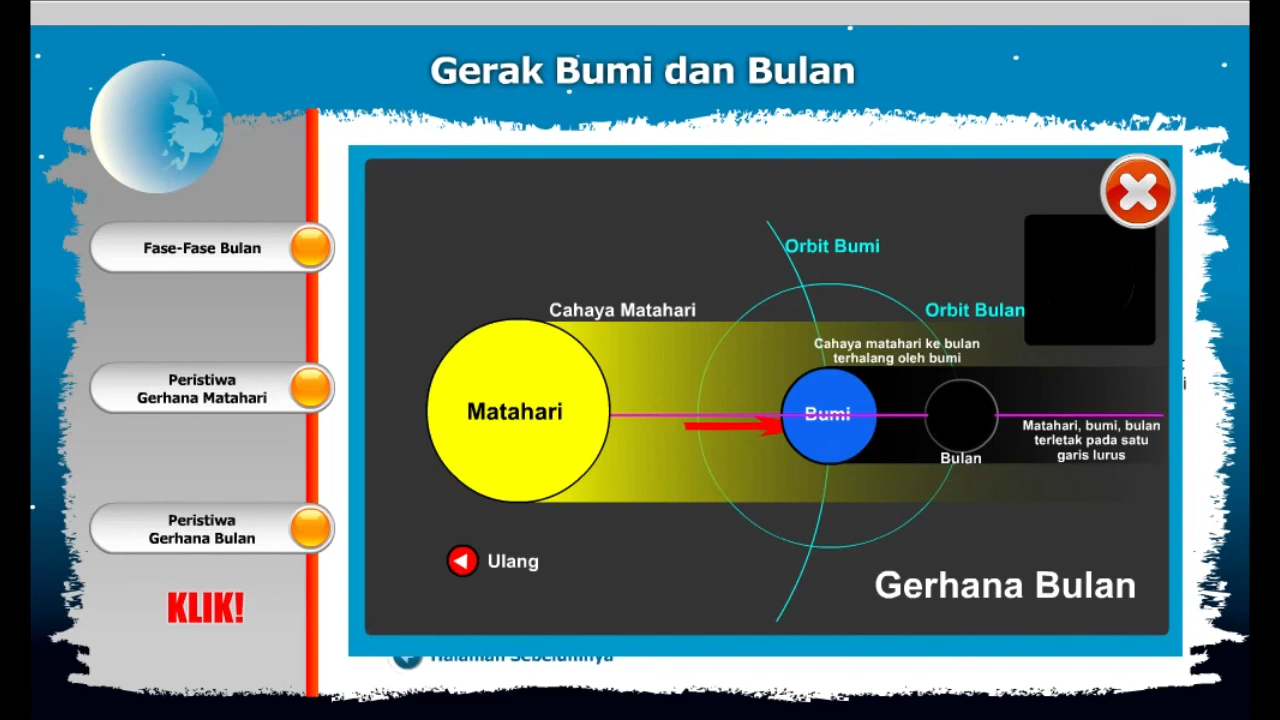 Gerak Bumi dan Bulan
Fase-Fase Bulan
Peristiwa
Gerhana Matahari
Peristiwa
Gerhana Bulan
KLIK!
Orbit Bumi
Cahaya Matahari
Orbit Bulan
Cahaya matahari ke bulan
terhalang oleh bumi
Matahari
Bumi
Bulan
Matahari, bumi, bulan
terletak pada satu
garis lurus
Ulang
Gerhana Bulan
Halaman Sebelumnya